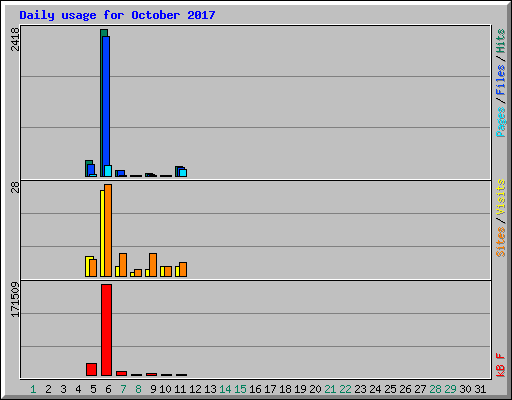 Daily usage for October 2017
2418
28
171509
Pages/Files/Hits
Sites/Visits
kB F
1 2 3 4 5 6 7 8 9 10 11 12 13 14 15 16 17 18 19 20 21 22 23 24 25 26 27 28 29 30 31